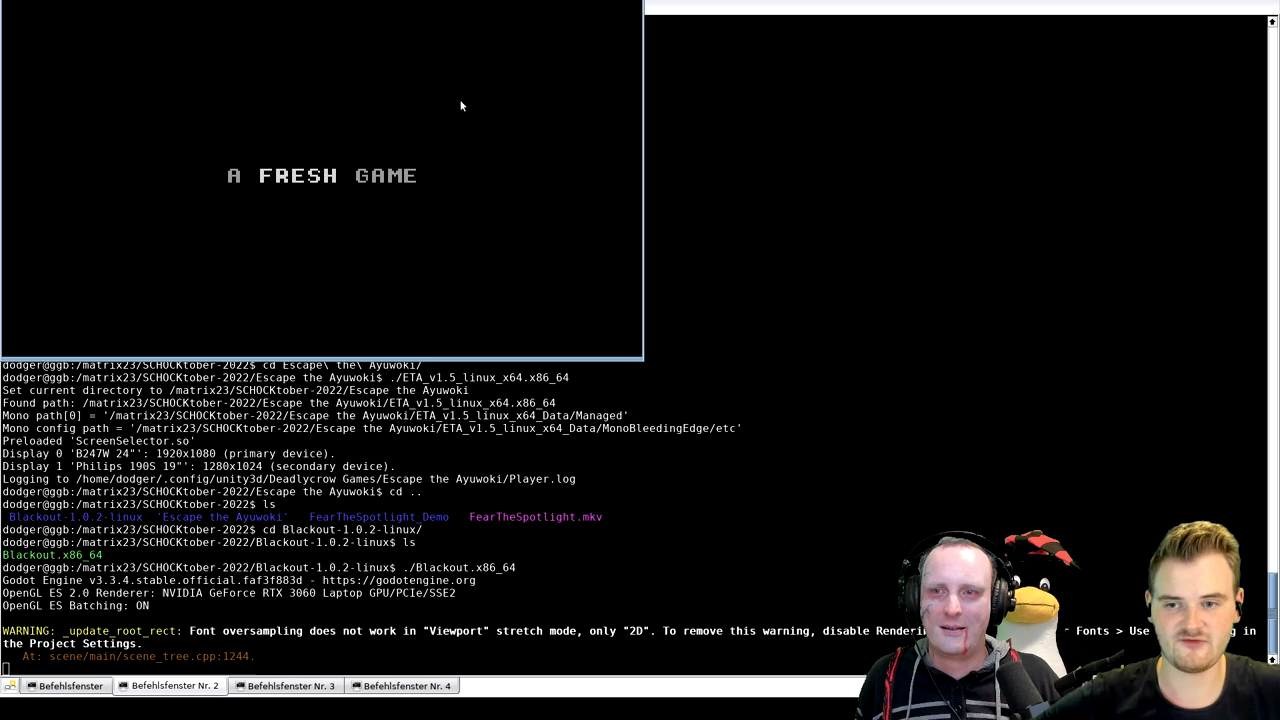 A FRESH GAME
dodger@ggb:/matrix23/SCHOCKtober-2022$ cd Escape\ the\ Ayuwoki/
dodger@ggb:/matrix23/SCHOCKtober-2022/Escape the Ayuwoki$ ./ETA_v1.5_linux_x64.x86_64
Set current directory to /matrix23/SCHOCKtober-2022/Escape the Ayuwoki
Found path: /matrix23/SCHOCKtober-2022/Escape the Ayuwoki/ETA_v1.5_linux_x64.x86_64
Mono path[0] = '/matrix23/SCHOCKtober-2022/Escape the Ayuwoki/ETA_v1.5_linux_x64_Data/Managed'
Mono config path = '/matrix23/SCHOCKtober-2022/Escape the Ayuwoki/ETA_v1.5_linux_x64_Data/MonoBleedingEdge/etc'
Preloaded 'ScreenSelector.so'
Display 0 'B247W 24"': 1920x1080 (primary device).
Display 1 'Philips 190S 19"': 1280x1024 (secondary device).
Logging to /home/dodger/.config/unity3d/Deadlycrow Games/Escape the Ayuwoki/Player.log
dodger@ggb:/matrix23/SCHOCKtober-2022/Escape the Ayuwoki$ cd ..
dodger@ggb:/matrix23/SCHOCKtober-2022$ ls
Blackout-1.0.2-linux 'Escape the Ayuwoki' FearTheSpotlight_Demo FearTheSpotlight.mkv
dodger@ggb:/matrix23/SCHOCKtober-2022$ cd Blackout-1.0.2-linux/
dodger@ggb:/matrix23/SCHOCKtober-2022/Blackout-1.0.2-linux$ ls
Blackout.x86_64
dodger@ggb:/matrix23/SCHOCKtober-2022/Blackout-1.0.2-linux$ ./Blackout.x86_64
Godot Engine v3.3.4.stable.official.faf3f883d - https://godotengine.org
OpenGL ES 2.0 Renderer: NVIDIA GeForce RTX 3060 Laptop GPU/PCIe/SSE2
OpenGL ES Batching: ON
WARNING: _update_root_rect: Font oversampling does not work in "Viewport" stretch mode, only "2D". To remove this warning, disable Fonts > Use in
the Project Settings.
At: scene/main/scene_tree.cpp:1244.
Befehlsfenster Befehlsfenster Nr. 2 Befehlsfenster Nr. 3 Befehlsfenster Nr. 4